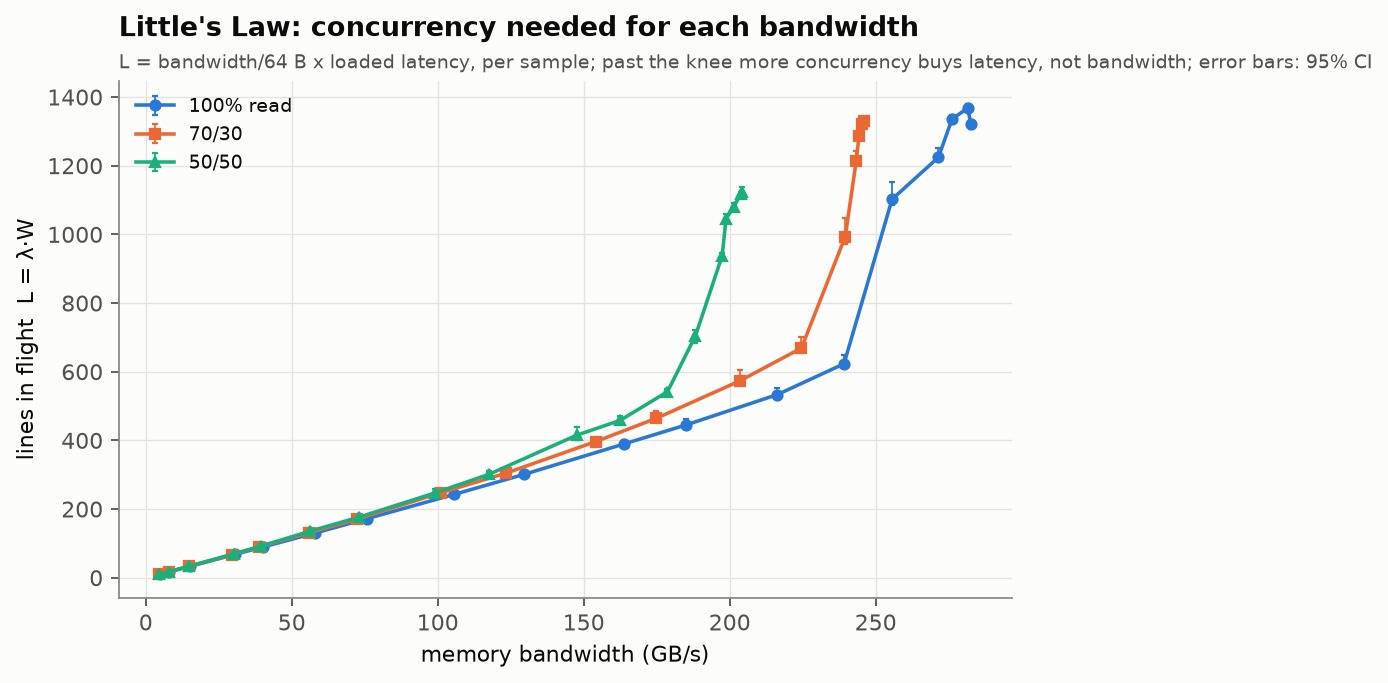 Little's Law: concurrency needed for each bandwidth
L = bandwidth/64 B x loaded latency, per sample; past the knee more concurrency buys latency, not bandwidth; error bars: 95% CI
100% read
70/30
50/50
1400
1200
1000
800
600
400
200
0
lines in flight  L = λ·W
0 50 100 150 200 250
memory bandwidth (GB/s)